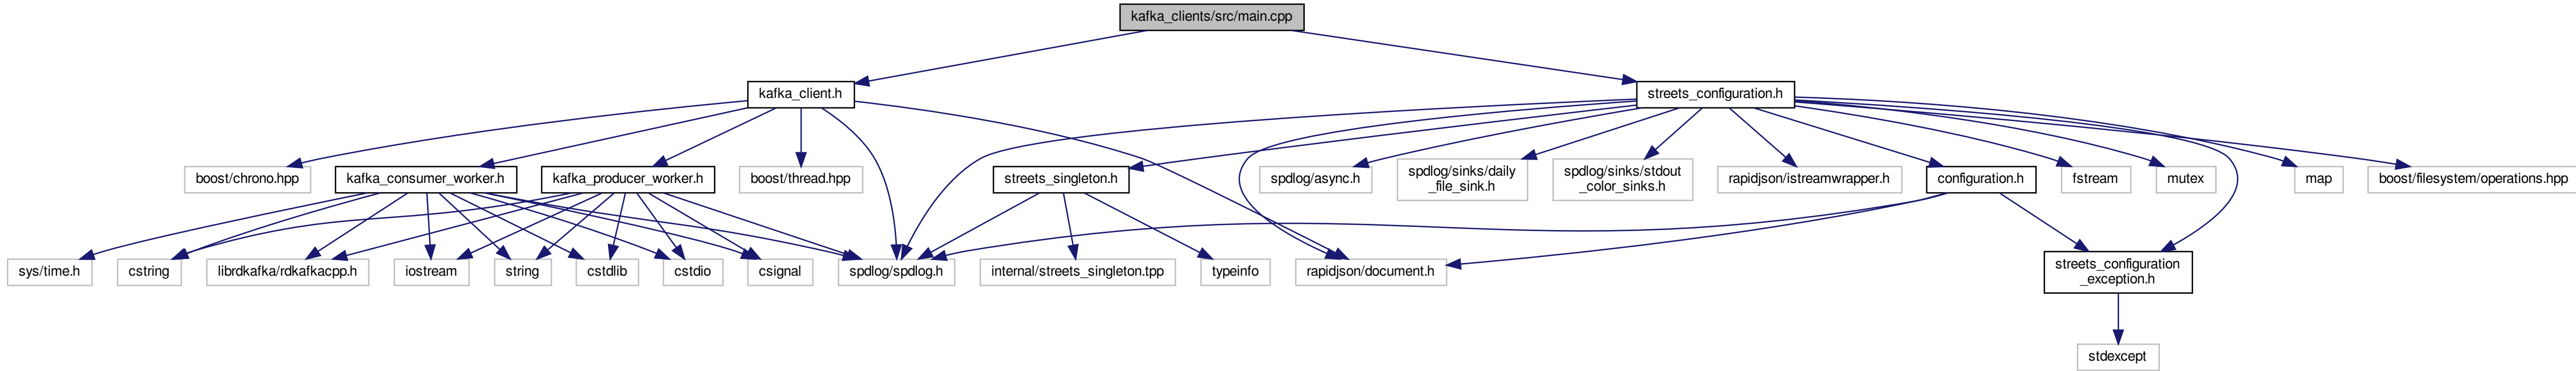 kafka_clients/src/main.cpp
kafka_client.h
streets_configuration.h
boost/chrono.hpp
kafka_consumer_worker.h
kafka_producer_worker.h
boost/thread.hpp
streets_singleton.h
spdlog/async.h
spdlog/sinks/daily
_file_sink.h
spdlog/sinks/stdout
_color_sinks.h
rapidjson/istreamwrapper.h
configuration.h
fstream
mutex
map
boost/filesystem/operations.hpp
sys/time.h
cstring
librdkafka/rdkafkacpp.h
iostream
string
cstdlib
cstdio
csignal
spdlog/spdlog.h
internal/streets_singleton.tpp
typeinfo
rapidjson/document.h
streets_configuration
_exception.h
stdexcept